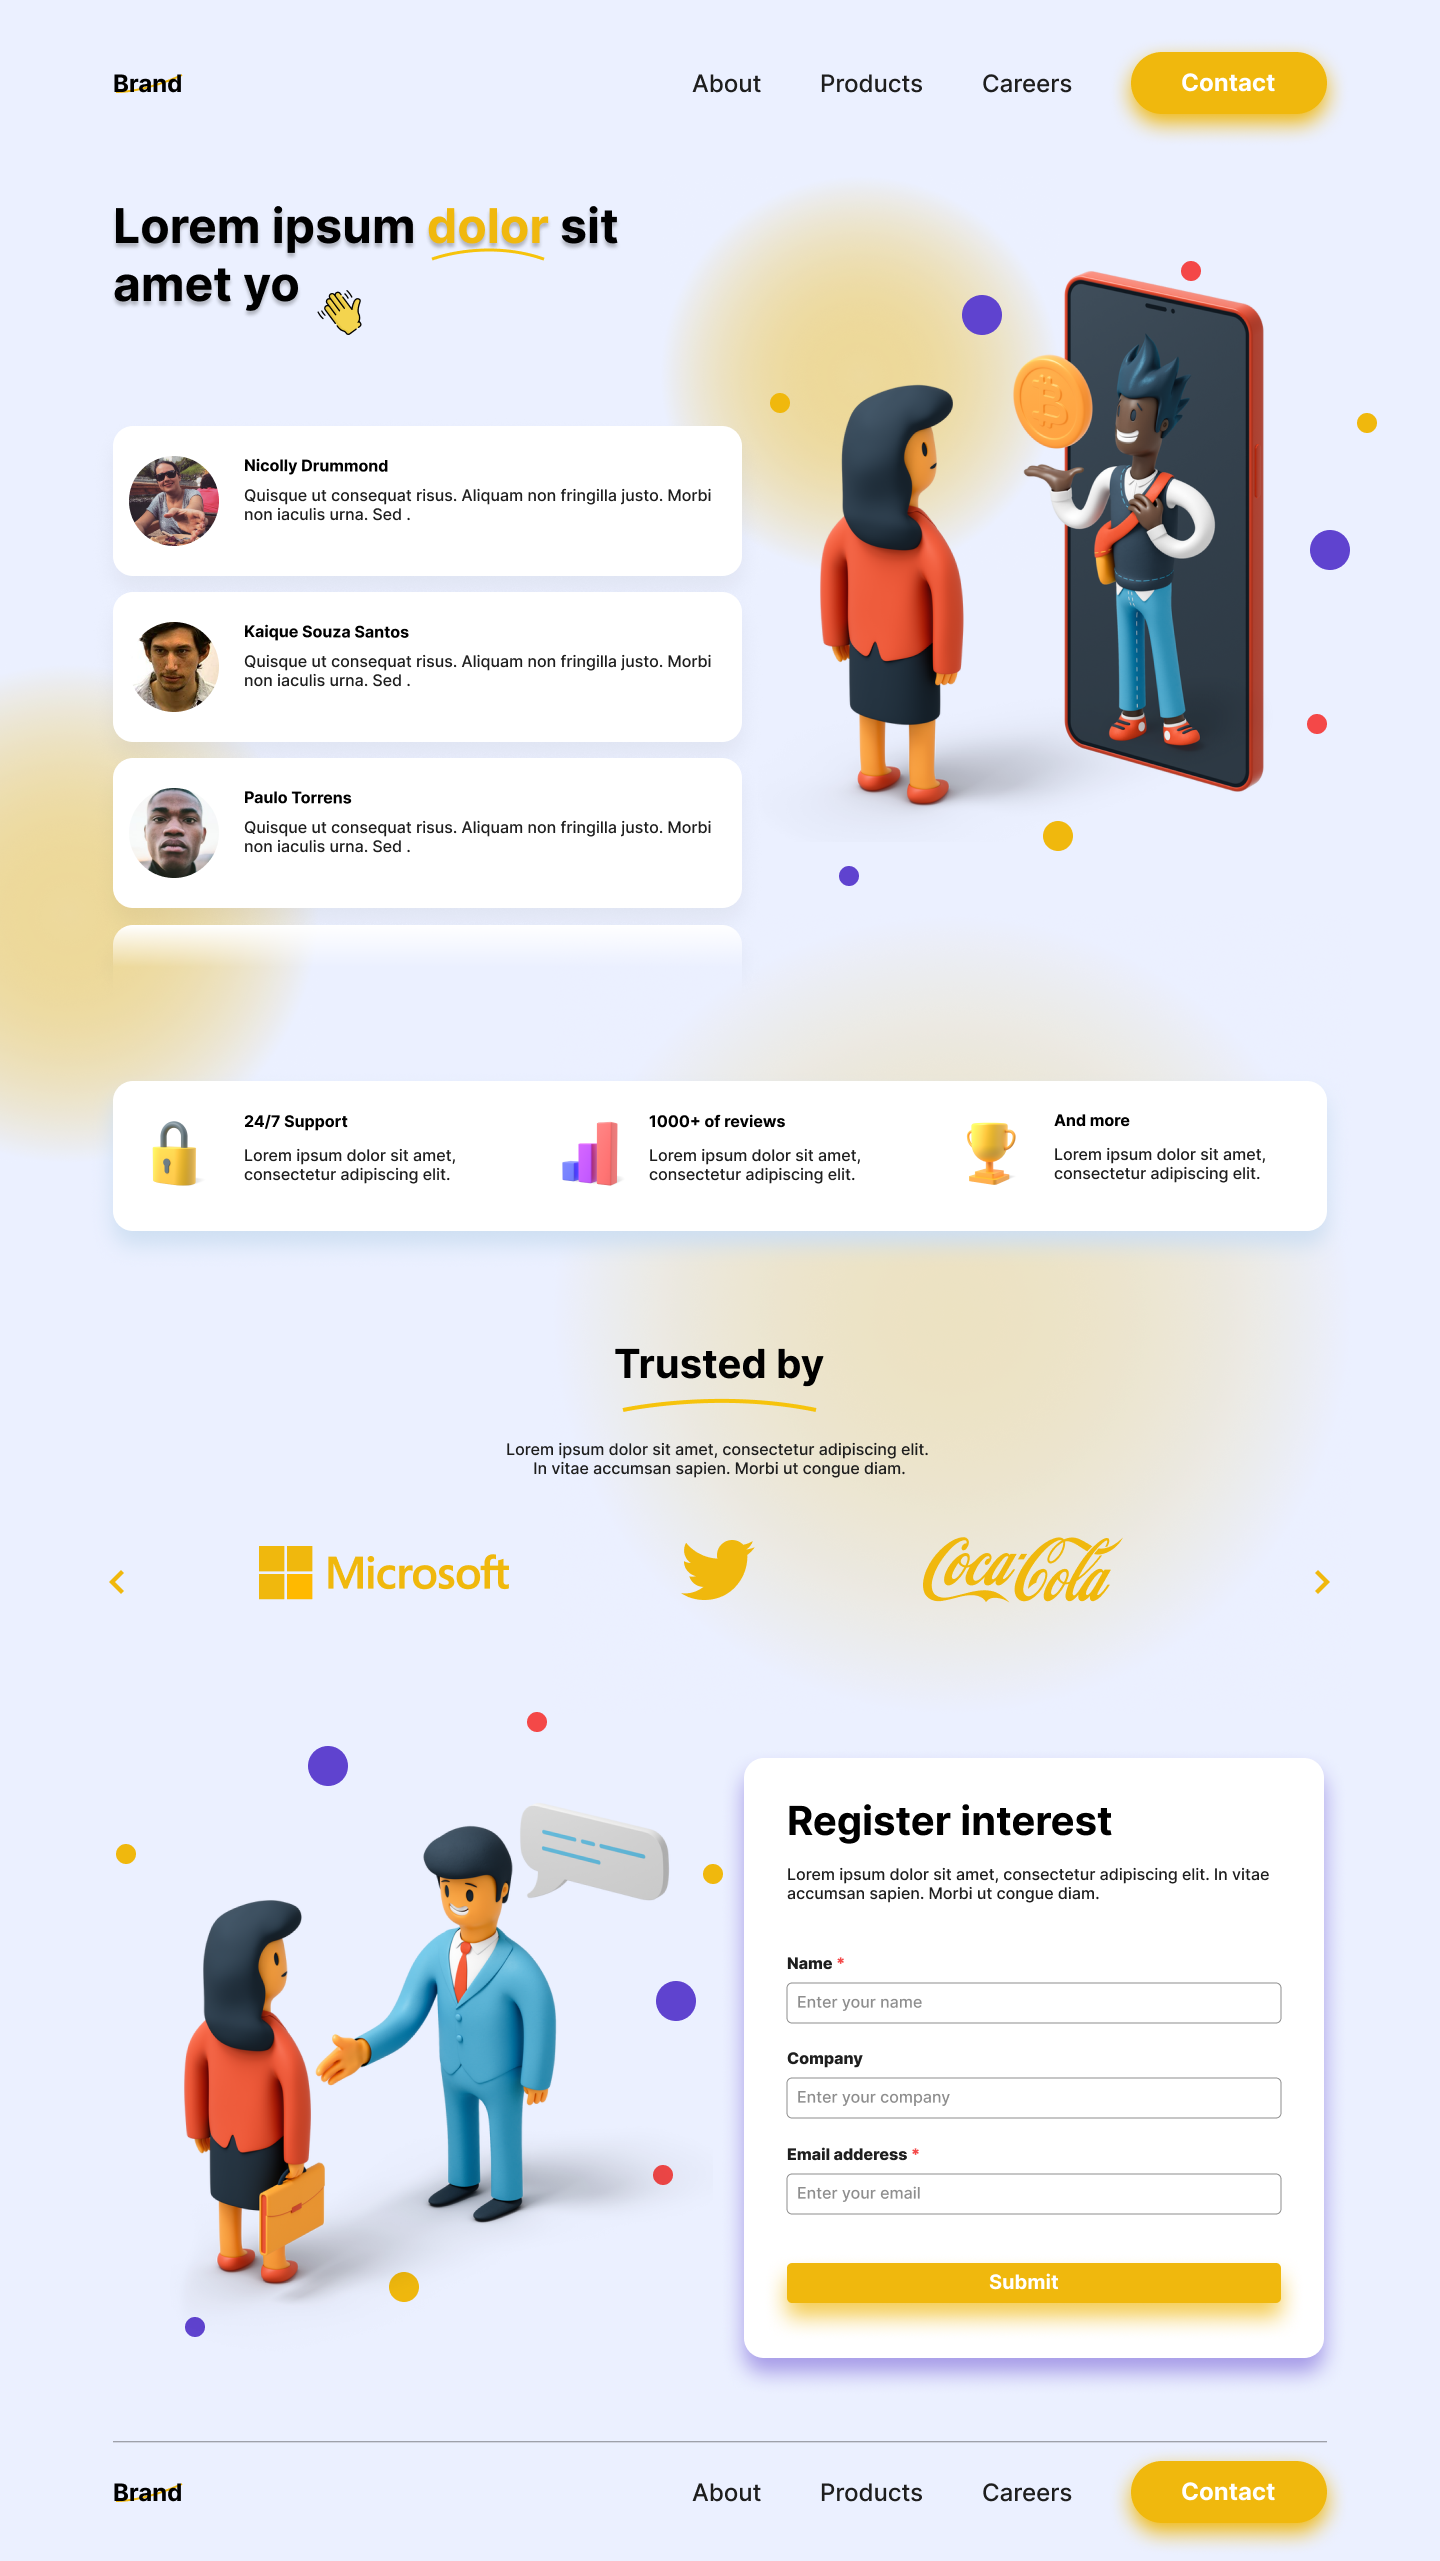 Brand
About
Products
Careers
Contact
Lorem ipsum dolor sit
amet yo
Nicolly Drummond
Quisque ut consequat risus. Aliquam non fringilla justo. Morbi
non iaculis urna. Sed .
Kaique Souza Santos
Quisque ut consequat risus. Aliquam non fringilla justo. Morbi
non iaculis urna. Sed .
Paulo Torrens
Quisque ut consequat risus. Aliquam non fringilla justo. Morbi
non iaculis urna. Sed .
24/7 Support
Lorem ipsum dolor sit amet,
consectetur adipiscing elit.
1000+ of reviews
Lorem ipsum dolor sit amet,
consectetur adipiscing elit.
And more
Lorem ipsum dolor sit amet,
consectetur adipiscing elit.
Trusted by
Lorem ipsum dolor sit amet, consectetur adipiscing elit.
In vitae accumsan sapien. Morbi ut congue diam.
Microsoft
Coca-Cola
Register interest
Lorem ipsum dolor sit amet, consectetur adipiscing elit. In vitae
accumsan sapien. Morbi ut congue diam.
Name *
Enter your name
Company
Enter your company
Email adderess *
Enter your email
Submit
Brand
About
Products
Careers
Contact